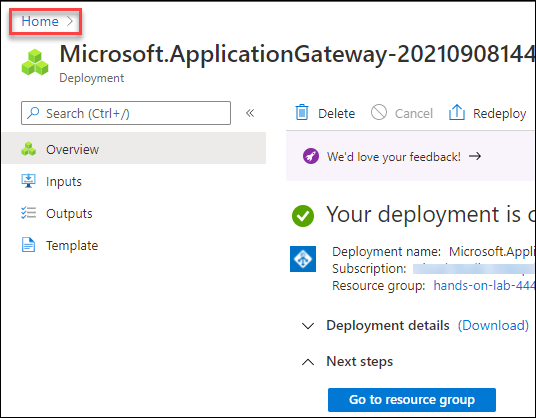 Home >
Microsoft.ApplicationGateway-20210908144
Deployment
Search (Ctrl+/) «
Delete Cancel Redeploy
Overview
Inputs
Outputs
Template
We'd love your feedback! →
Your deployment is c
Deployment name: Microsoft.Appli
Subscription:
Resource group: hands-on-lab-444
Deployment details (Download)
Next steps
Go to resource group